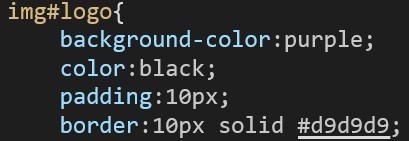 img#logo{
background-color:purple;
color:black;
padding:10px;
border:10px solid #d9d9d9;